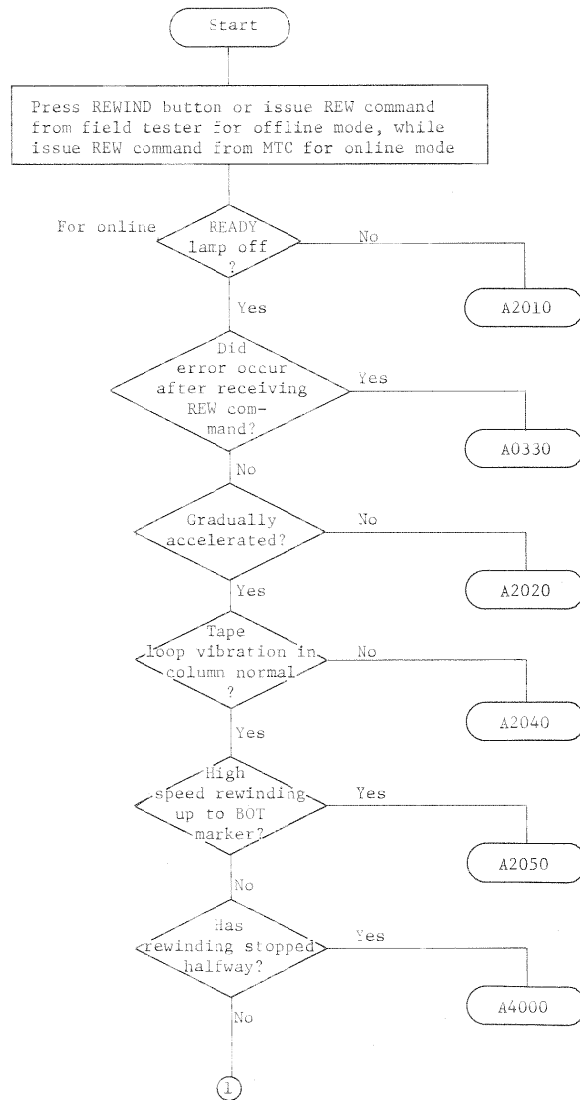 Start
Press REWIND button or issue REW command
from field tester for offline mode, while
issue REW command from MTC for online mode
For online
READY
lamp off
?
No
A2010
Yes
Did
error occur
after receiving
REW com-
mand?
Yes
A0330
No
Gradually
accelerated?
No
A2020
Yes
Tape
loop vibration in
column normal
?
No
A2040
Yes
High
speed rewinding
up to BOT
marker?
Yes
A2050
No
Has
rewinding stopped
halfway?
Yes
A4000
No
1